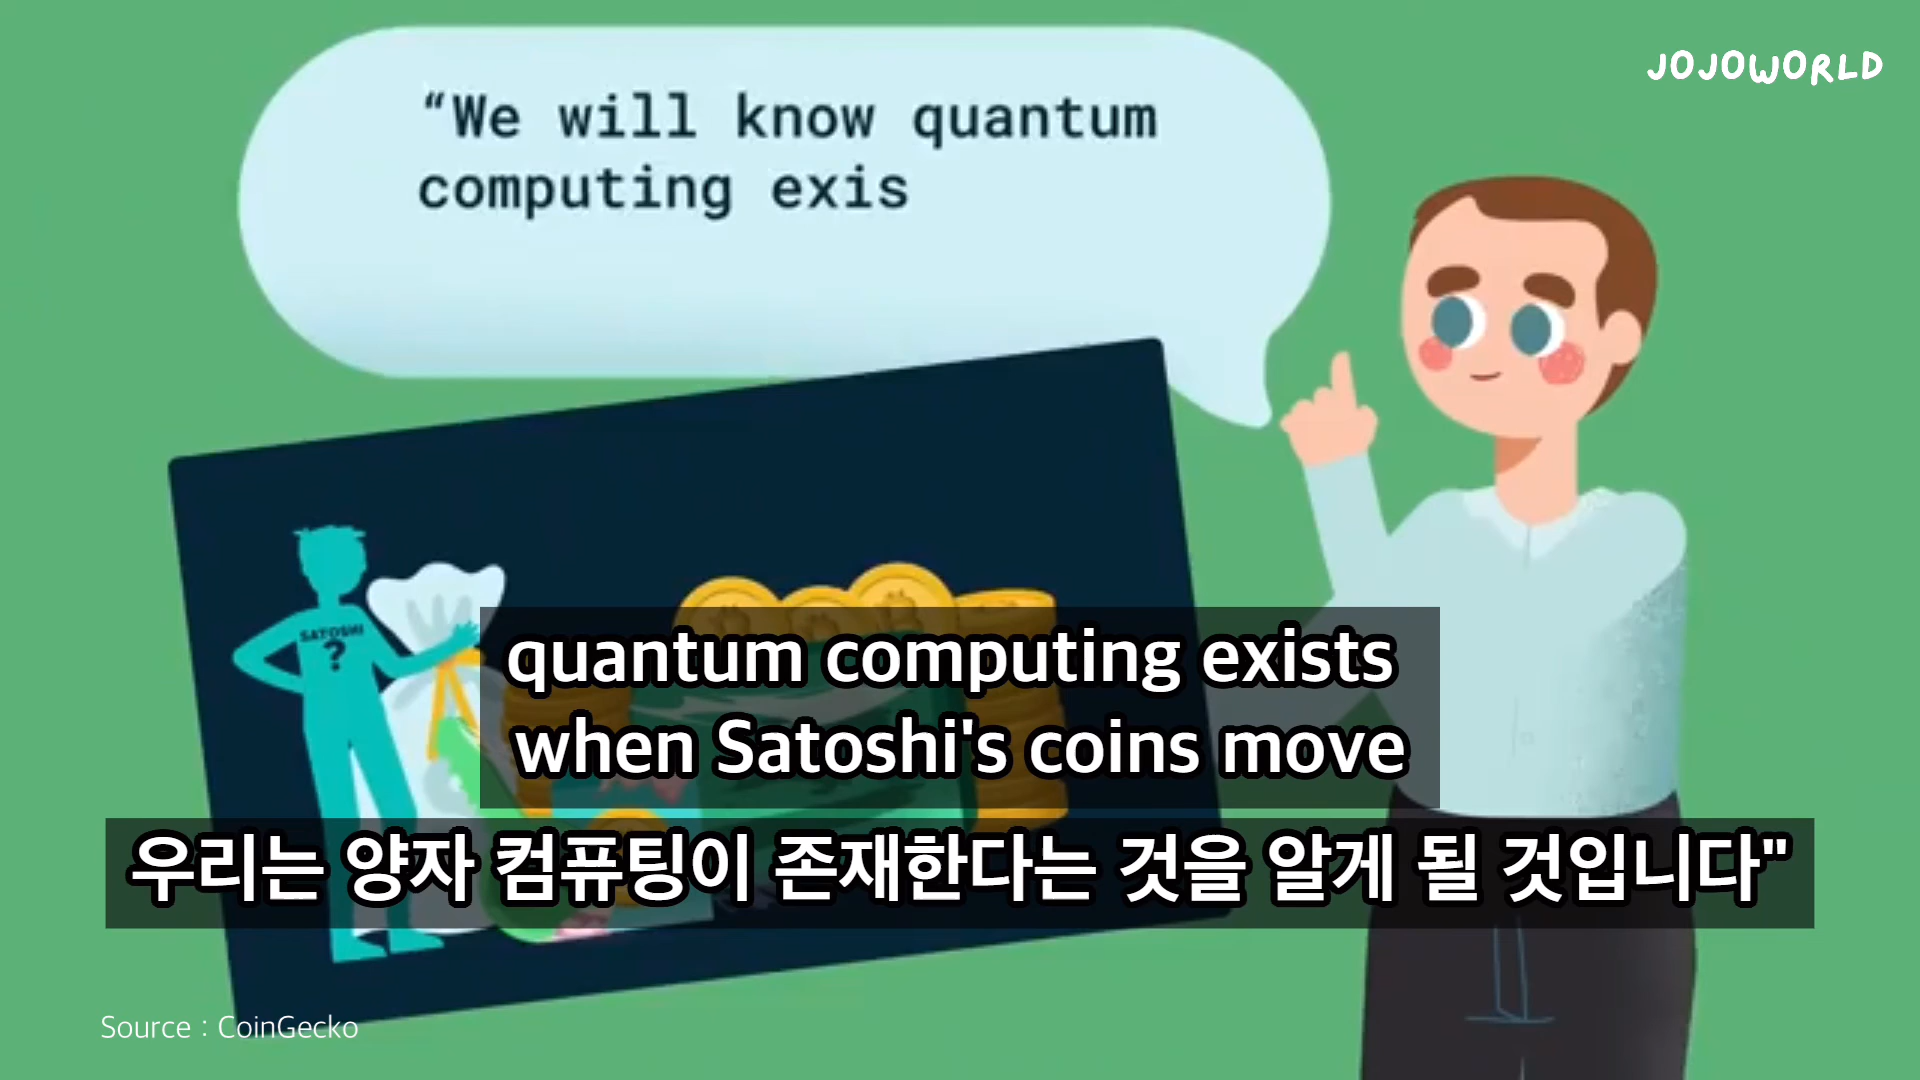 JOJOWORLD
“We will know quantum
computing exis
SATOSHI
?
quantum computing exists
when Satoshi's coins move
우리는 양자 컴퓨팅이 존재한다는 것을 알게 될 것입니다"
Source : CoinGecko